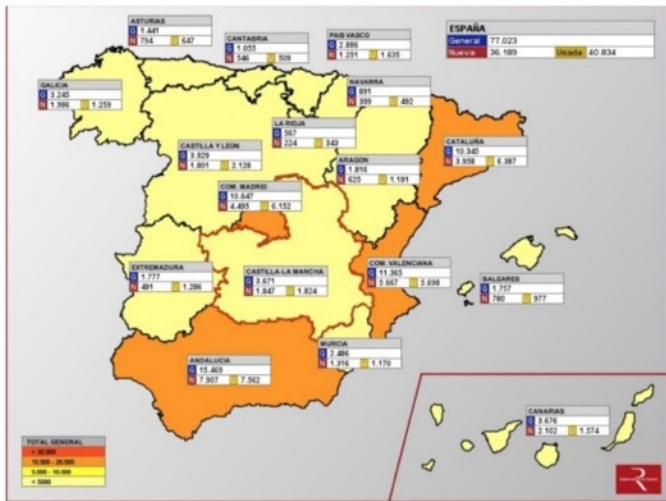 ASTURIAS
G 1.441
N 794 U 647
CANTABRIA
G 1.055
N 546 U 509
PAIS VASCO
G 2.886
N 1.251 U 1.635
ESPAÑA
General 77.023
Nueva 36.189 Usada 40.834
GALICIA
G 3.245
N 1.986 U 1.259
NAVARRA
G 891
N 399 U 492
LA RIOJA
G 567
N 224 U 343
CASTILLA Y LEON
G 3.929
N 1.801 U 2.128
CATALUÑA
G 10.345
N 3.958 U 6.387
ARAGON
G 1.816
N 625 U 1.191
COM. MADRID
G 10.647
N 4.495 U 6.152
EXTREMADURA
G 1.777
N 491 U 1.286
CASTILLA-LA MANCHA
G 3.671
N 1.847 U 1.824
COM. VALENCIANA
G 11.365
N 5.667 U 5.698
BALEARES
G 1.757
N 780 U 977
ANDALUCIA
G 15.469
N 7.907 U 7.562
MURCIA
G 2.486
N 1.316 U 1.170
CANARIAS
G 3.676
N 2.102 U 1.574
TOTAL GENERAL
10.000 - 20.000
5.000 - 10.000
< 5000
R